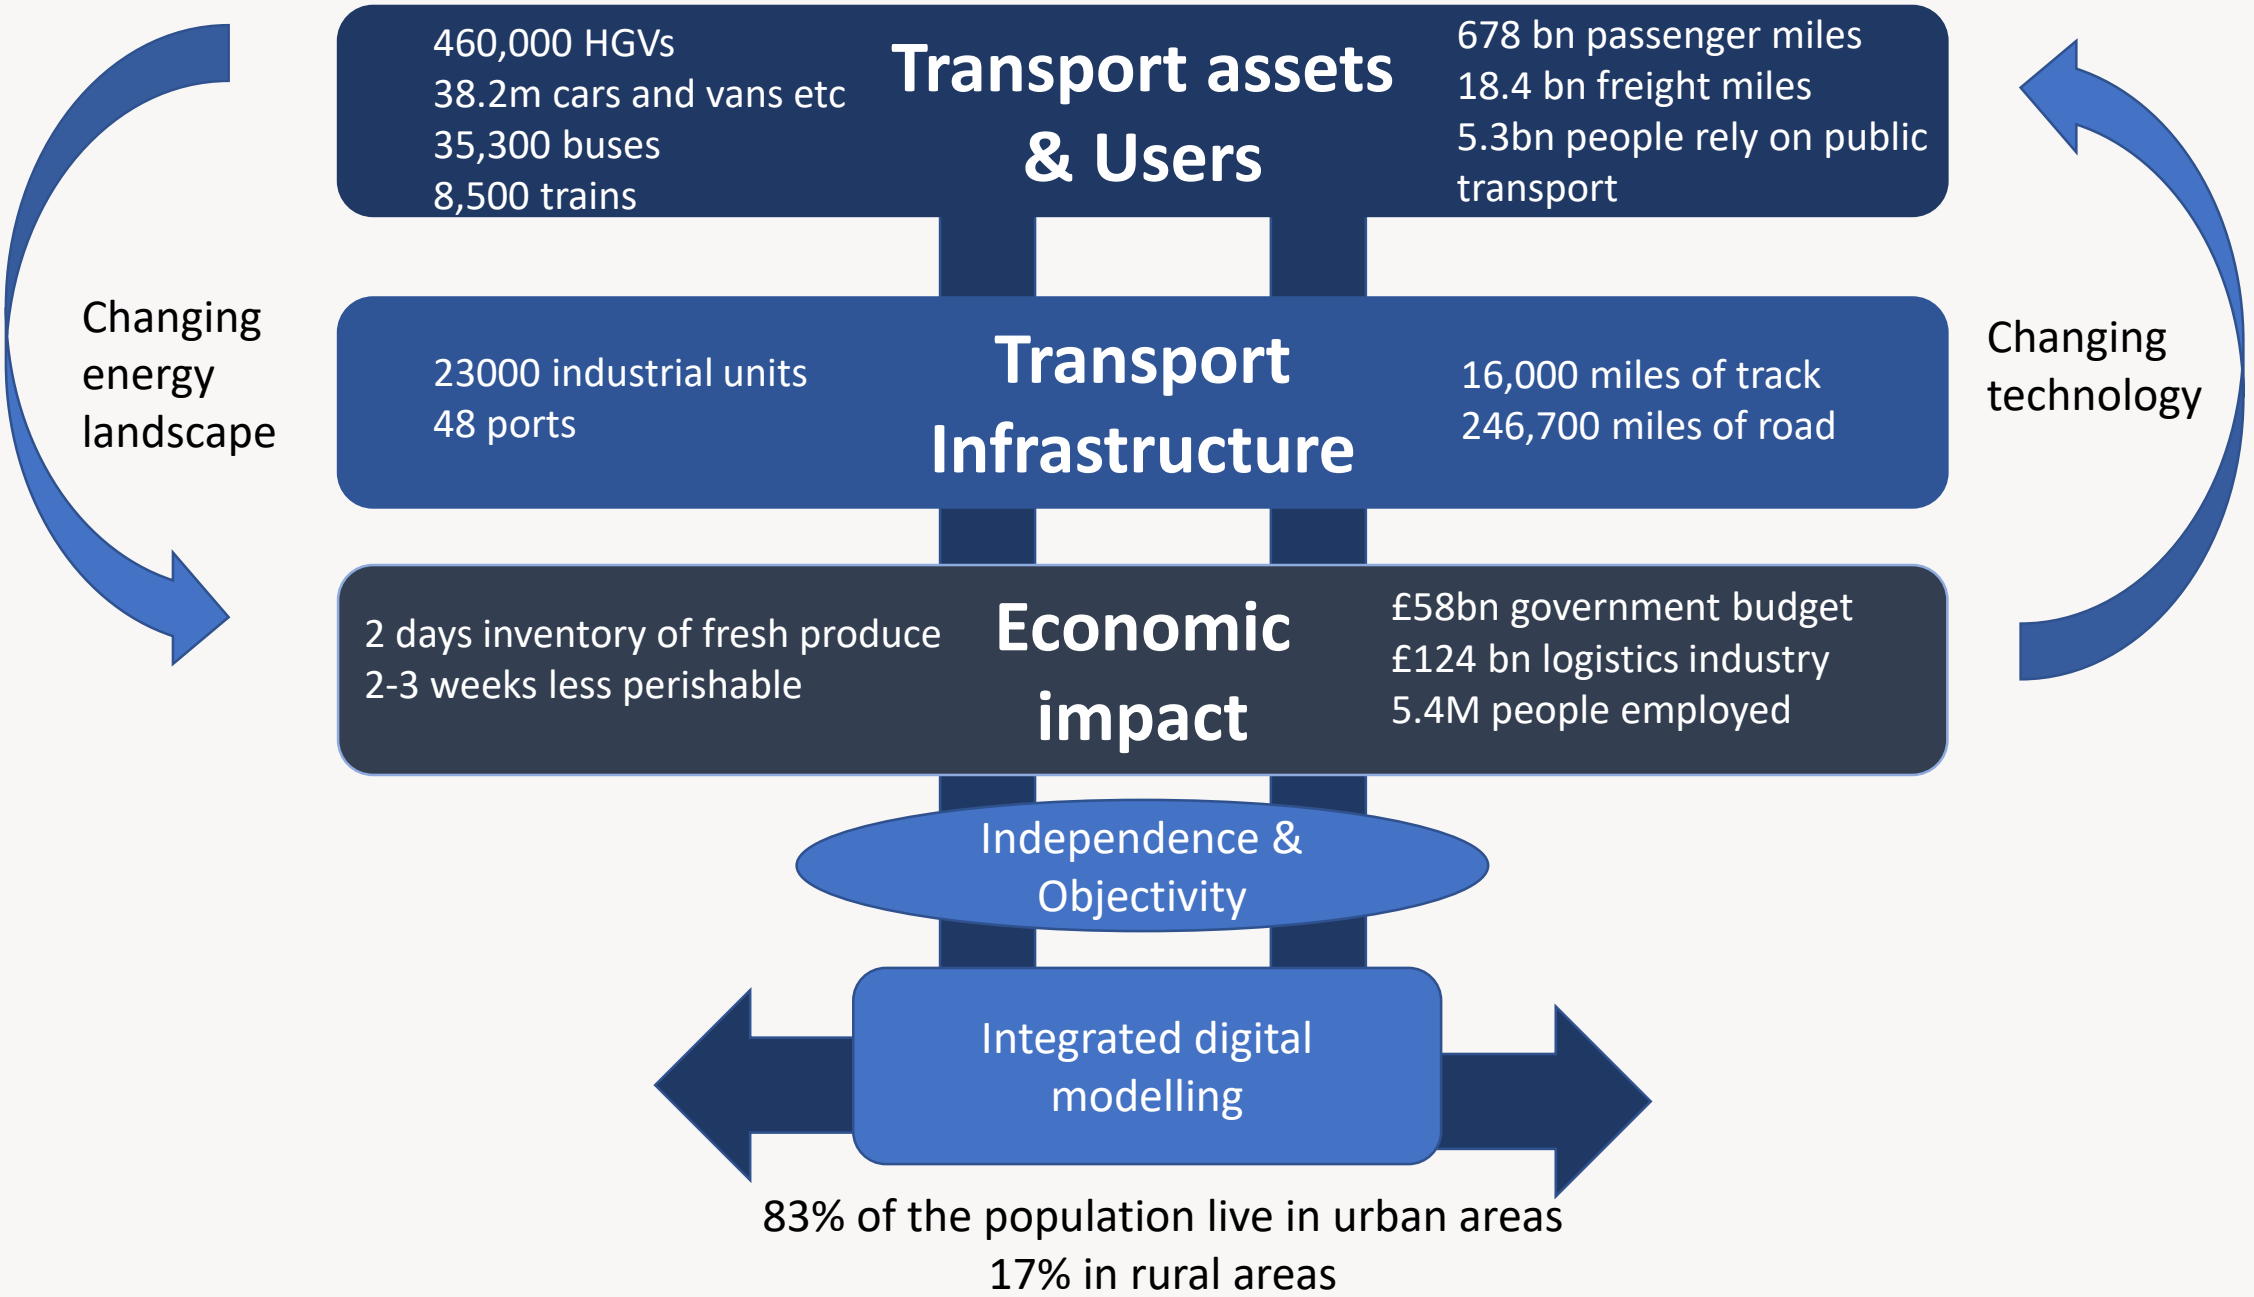 460,000 HGVs
38.2m cars and vans etc
35,300 buses
8,500 trains
Transport assets
& Users
678 bn passenger miles
18.4 bn freight miles
5.3bn people rely on public
transport
Changing
energy
landscape
23000 industrial units
48 ports
Transport
Infrastructure
16,000 miles of track
246,700 miles of road
Changing
technology
2 days inventory of fresh produce
2-3 weeks less perishable
Economic
impact
£58bn government budget
£124 bn logistics industry
5.4M people employed
Independence &
Objectivity
Integrated digital
modelling
83% of the population live in urban areas
17% in rural areas